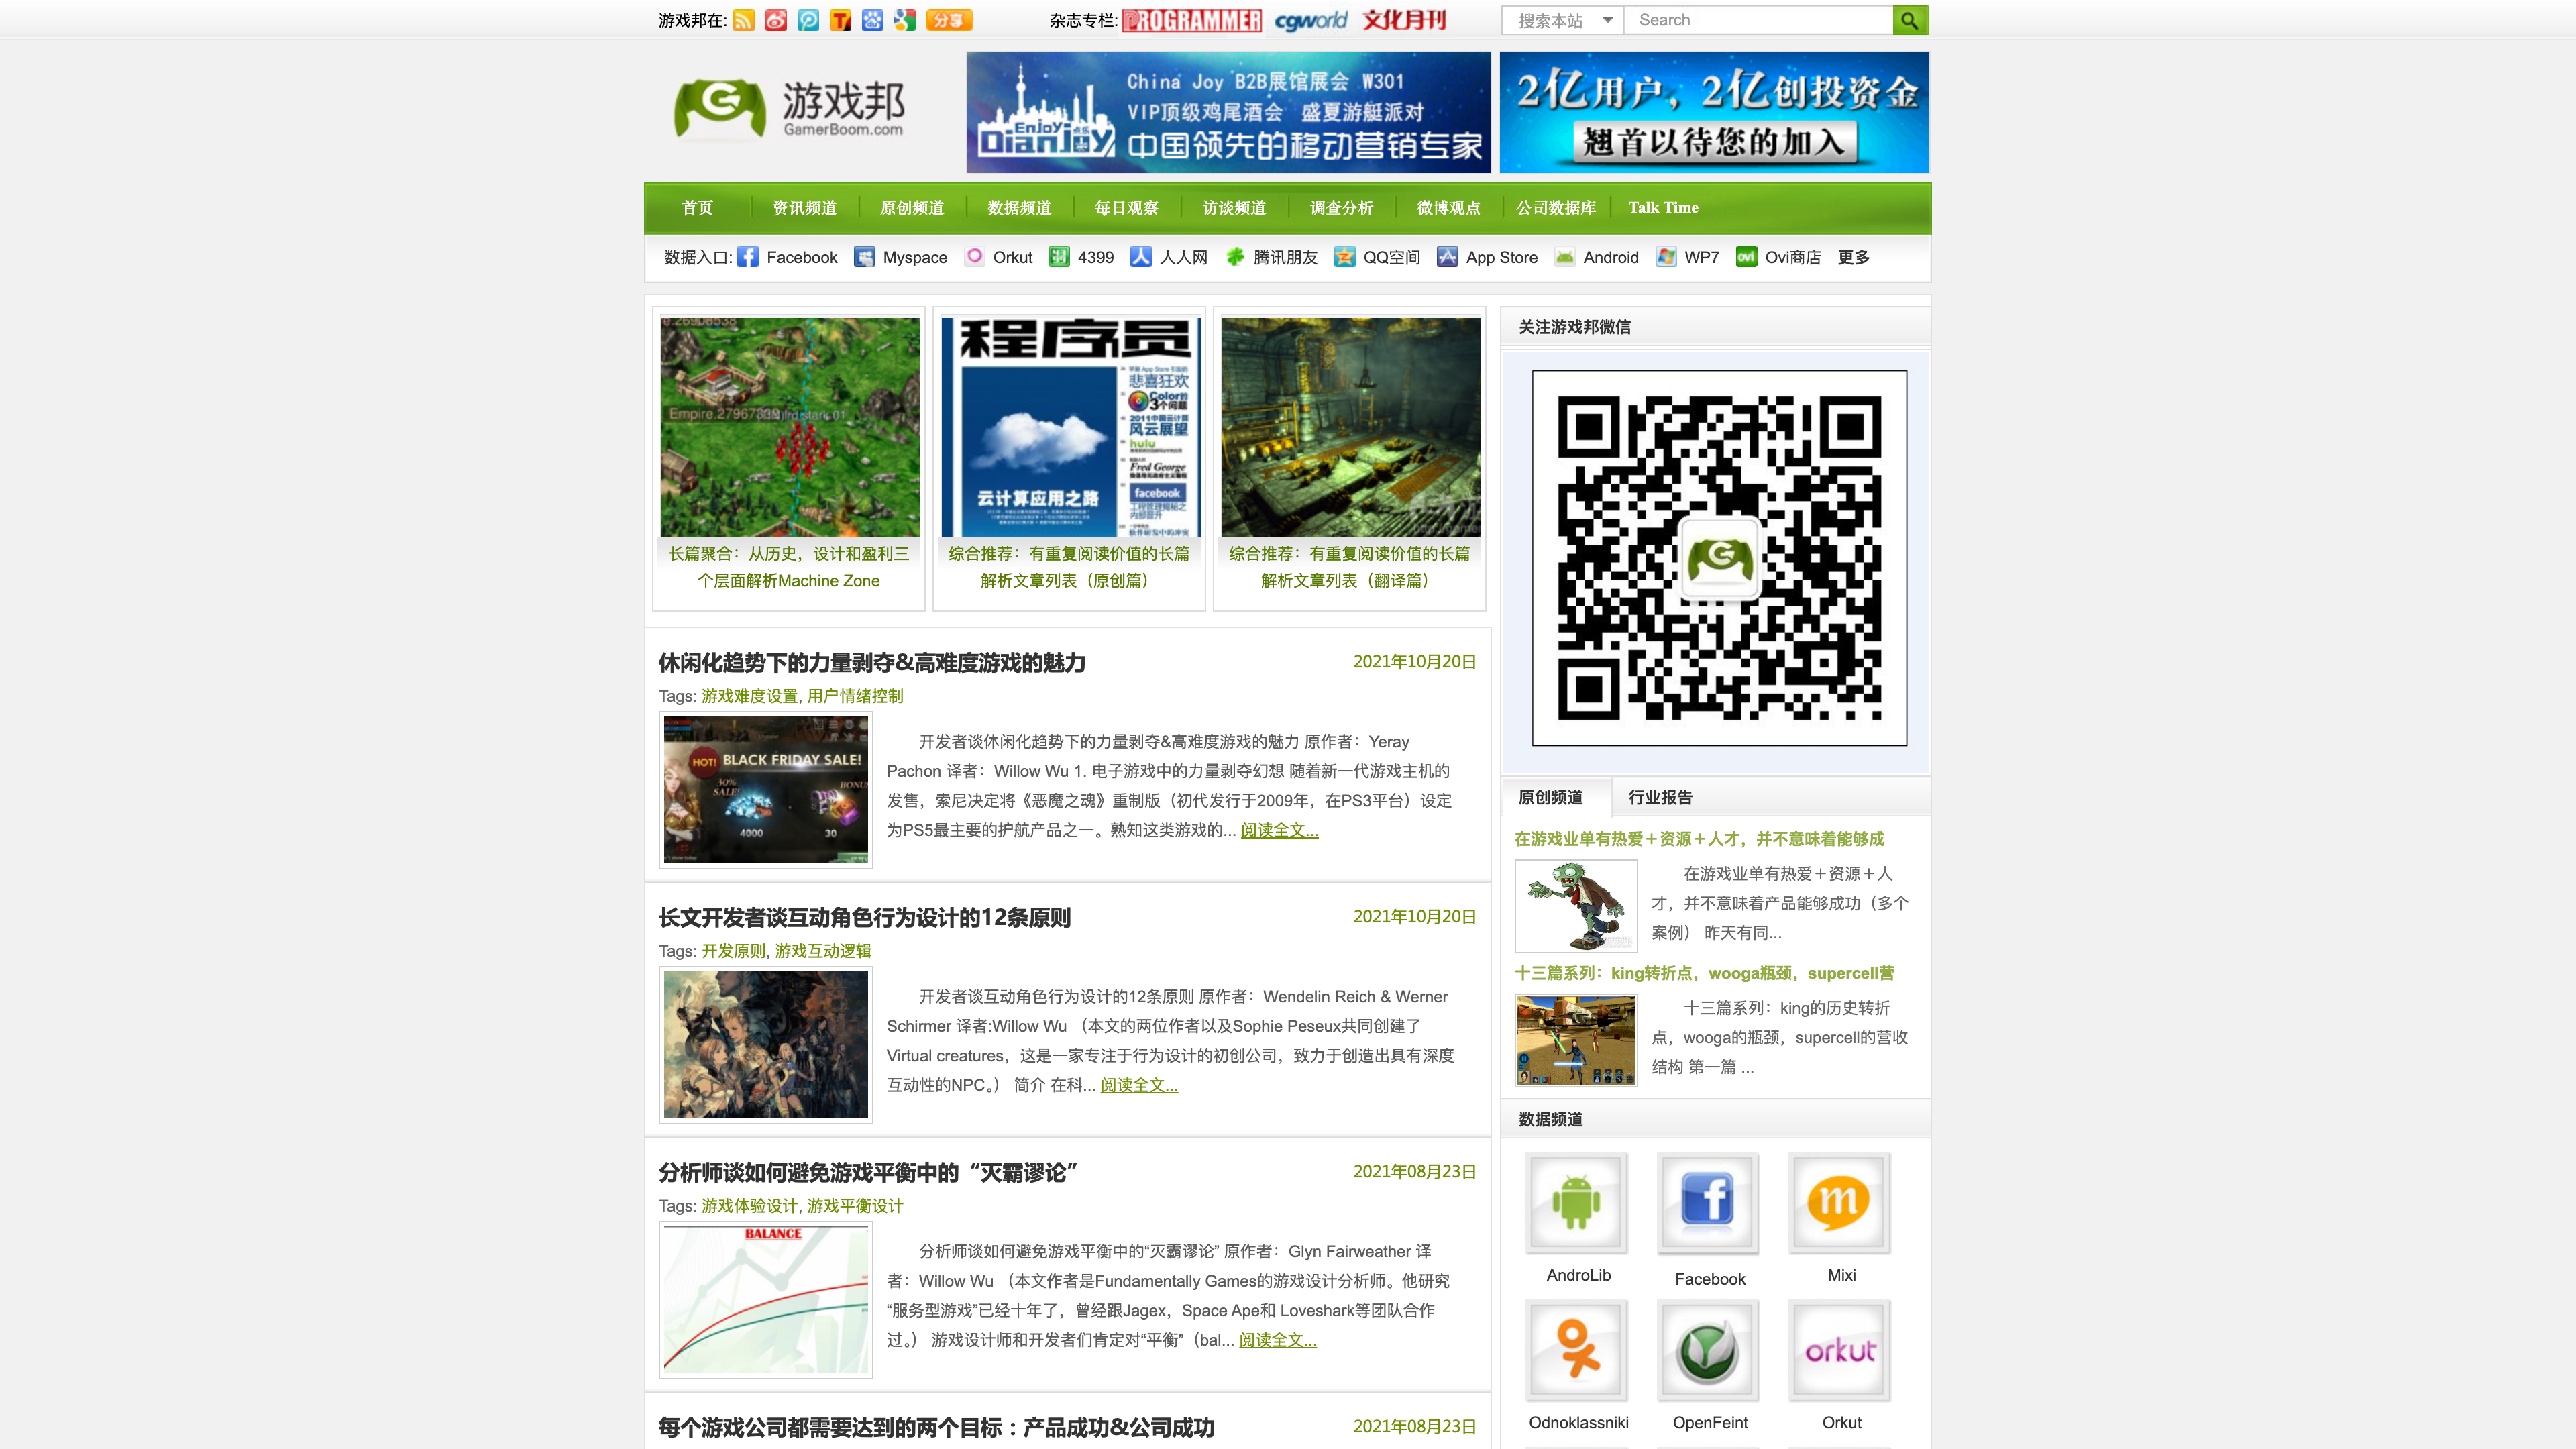 游戏邦在:
分享
杂志专栏: PROGRAMMER cgworld 文化月刊
搜索本站
Search
游戏邦
GamerBoom.com
China Joy B2B展馆展会 W301
VIP顶级鸡尾酒会 盛夏游艇派对
中国领先的移动营销专家
Enjoy
DianJoy 点乐
2亿用户，2亿创投资金
翘首以待您的加入
首页 资讯频道 原创频道 数据频道 每日观察 访谈频道 调查分析 微博观点 公司数据库 Talk Time
数据入口: Facebook Myspace Orkut 4399 人人网 腾讯朋友 QQ空间 App Store Android WP7 Ovi商店 更多
长篇聚合：从历史，设计和盈利三
个层面解析Machine Zone
程序员
悲喜狂欢
Color的
3个问题
2011中国云计算
风云展望
hulu
Fred George
facebook
云计算应用之路
综合推荐：有重复阅读价值的长篇
解析文章列表（原创篇）
综合推荐：有重复阅读价值的长篇
解析文章列表（翻译篇）
关注游戏邦微信
休闲化趋势下的力量剥夺&高难度游戏的魅力
2021年10月20日
Tags: 游戏难度设置, 用户情绪控制
HOT! BLACK FRIDAY SALE!
30%
SALE!
BONUS
4000
30
开发者谈休闲化趋势下的力量剥夺&高难度游戏的魅力 原作者：Yeray
Pachon 译者：Willow Wu 1. 电子游戏中的力量剥夺幻想 随着新一代游戏主机的
发售，索尼决定将《恶魔之魂》重制版（初代发行于2009年，在PS3平台）设定
为PS5最主要的护航产品之一。熟知这类游戏的... 阅读全文...
长文开发者谈互动角色行为设计的12条原则
2021年10月20日
Tags: 开发原则, 游戏互动逻辑
开发者谈互动角色行为设计的12条原则 原作者：Wendelin Reich & Werner
Schirmer 译者:Willow Wu （本文的两位作者以及Sophie Peseux共同创建了
Virtual creatures，这是一家专注于行为设计的初创公司，致力于创造出具有深度
互动性的NPC。） 简介 在科... 阅读全文...
分析师谈如何避免游戏平衡中的“灭霸谬论”
2021年08月23日
Tags: 游戏体验设计, 游戏平衡设计
BALANCE
分析师谈如何避免游戏平衡中的“灭霸谬论” 原作者：Glyn Fairweather 译
者：Willow Wu （本文作者是Fundamentally Games的游戏设计分析师。他研究
“服务型游戏”已经十年了，曾经跟Jagex，Space Ape和 Loveshark等团队合作
过。） 游戏设计师和开发者们肯定对“平衡”（bal... 阅读全文...
每个游戏公司都需要达到的两个目标：产品成功&公司成功
2021年08月23日
原创频道 行业报告
在游戏业单有热爱＋资源＋人才，并不意味着能够成
在游戏业单有热爱＋资源＋人
才，并不意味着产品能够成功（多个
案例） 昨天有同...
十三篇系列：king转折点，wooga瓶颈，supercell营
十三篇系列：king的历史转折
点，wooga的瓶颈，supercell的营收
结构 第一篇 ...
数据频道
AndroLib Facebook Mixi
orkut
Odnoklassniki OpenFeint Orkut